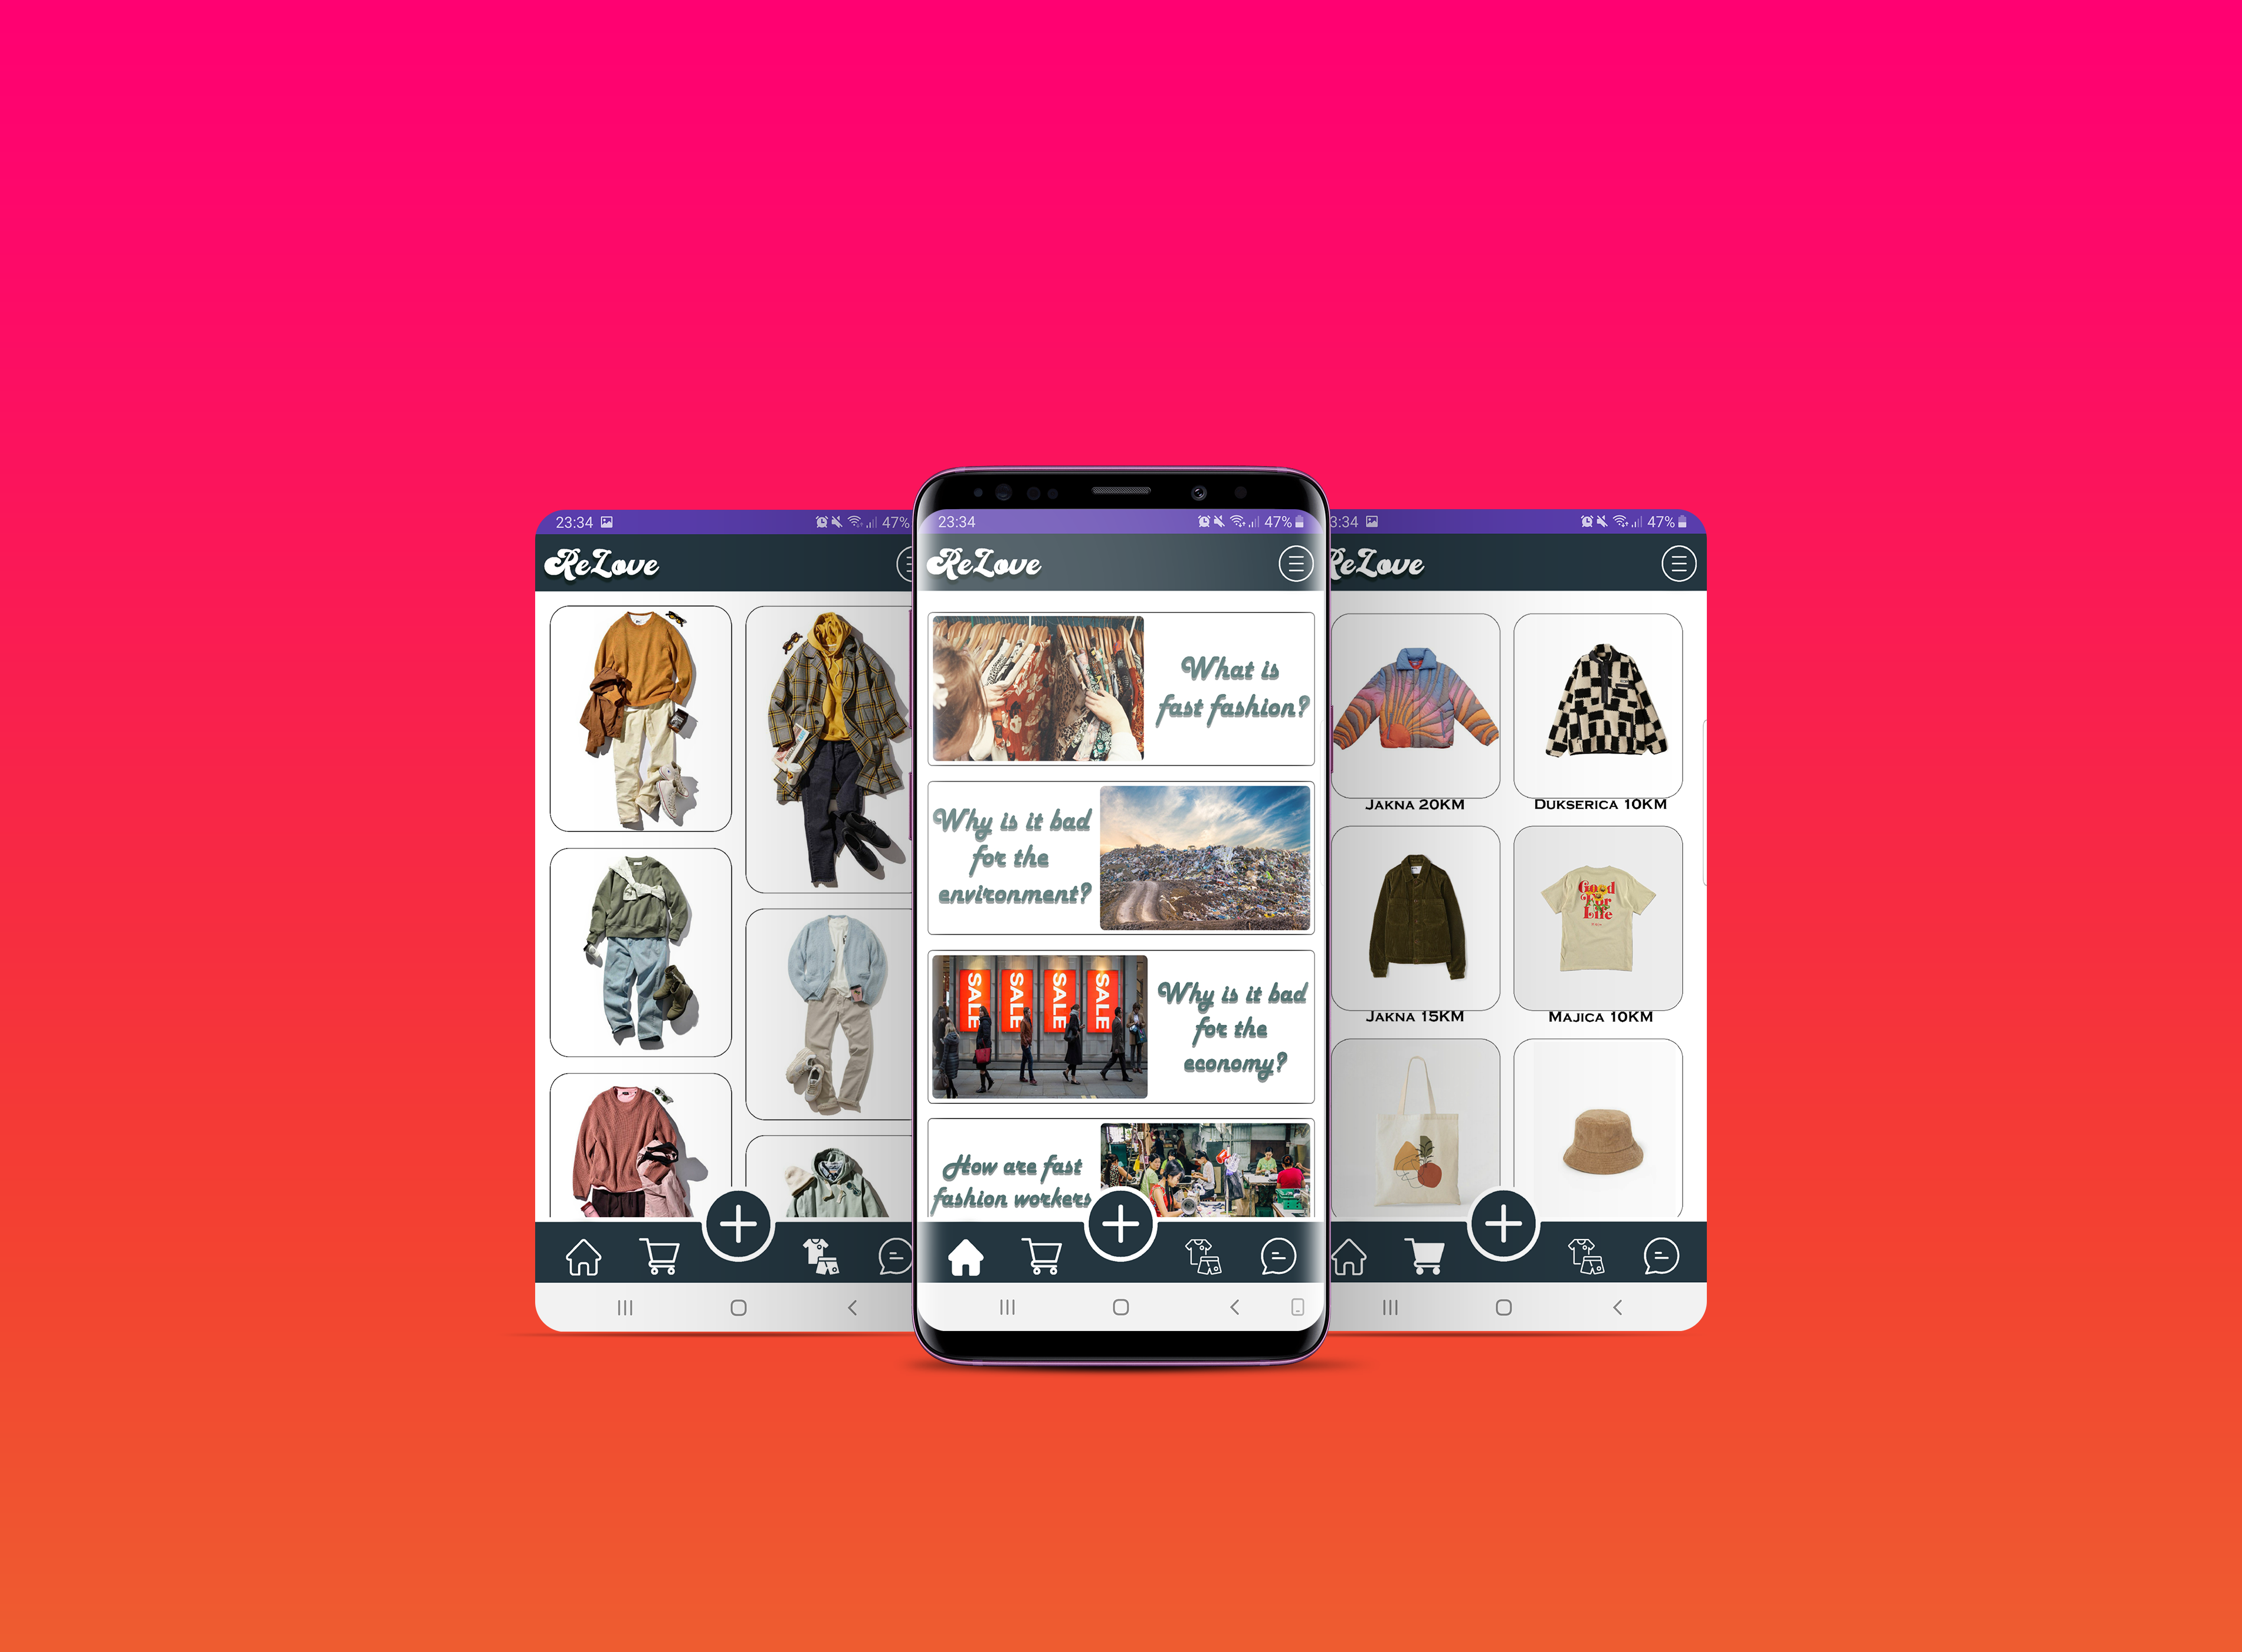 23:34
47%
ReLove
23:34
47%
ReLove
What is
fast fashion?
Why is it bad
for the
environment?
SALE
SALE
SALE
SALE
Why is it bad
for the
economy?
How are fast
fashion workers
3:34
47%
ReLove
Jakna 20KM
Dukserica 10KM
Good
For
Life
Jakna 15KM
Majica 10KM